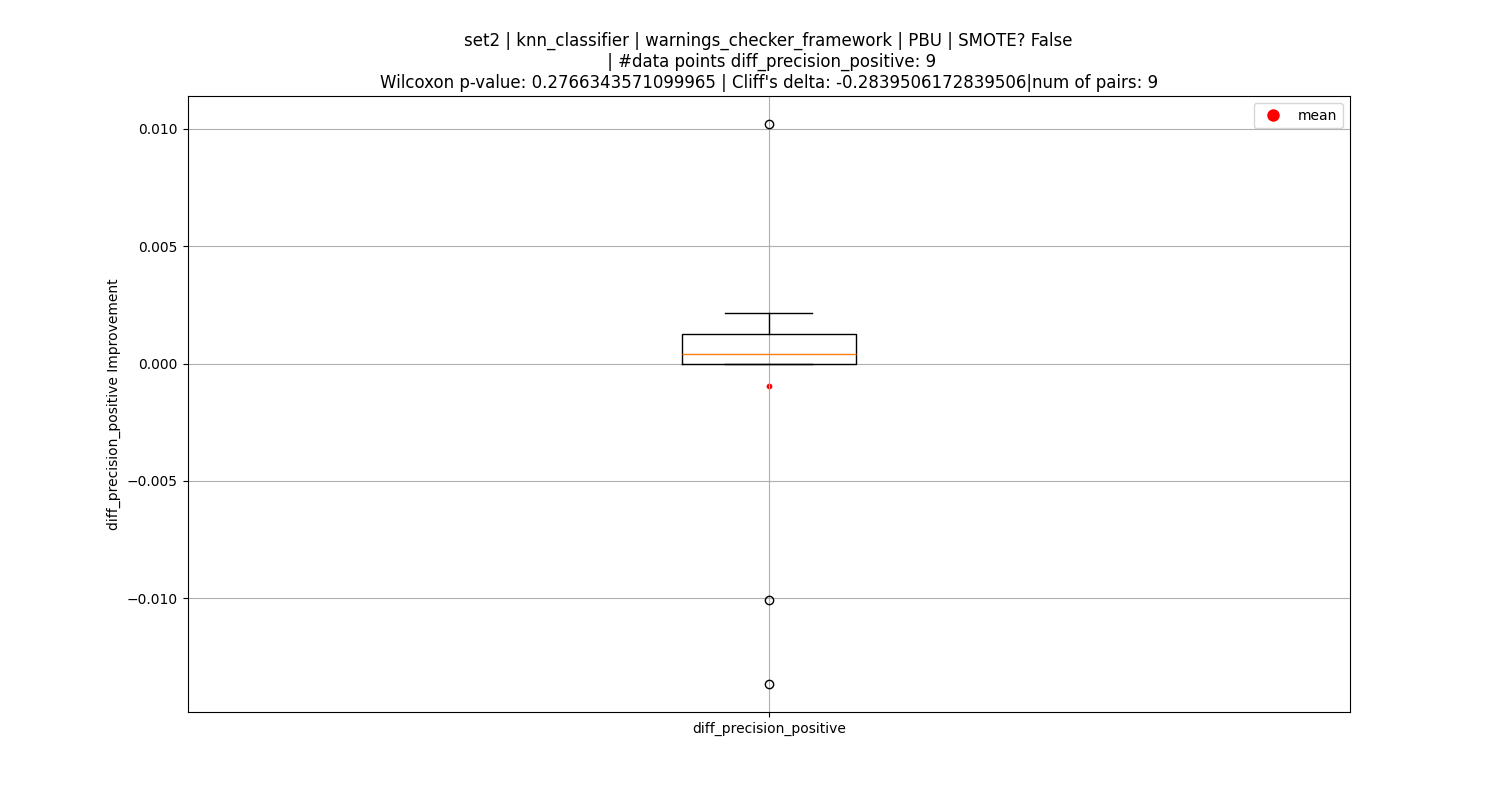 set2 | knn_classifier | warnings_checker_framework | PBU | SMOTE? False
| #data points diff_precision_positive: 9
Wilcoxon p-value: 0.2766343571099965 | Cliff's delta: -0.2839506172839506|num of pairs: 9
mean
0.010
0.005
0.000
−0.005
−0.010
diff_precision_positive Improvement
diff_precision_positive